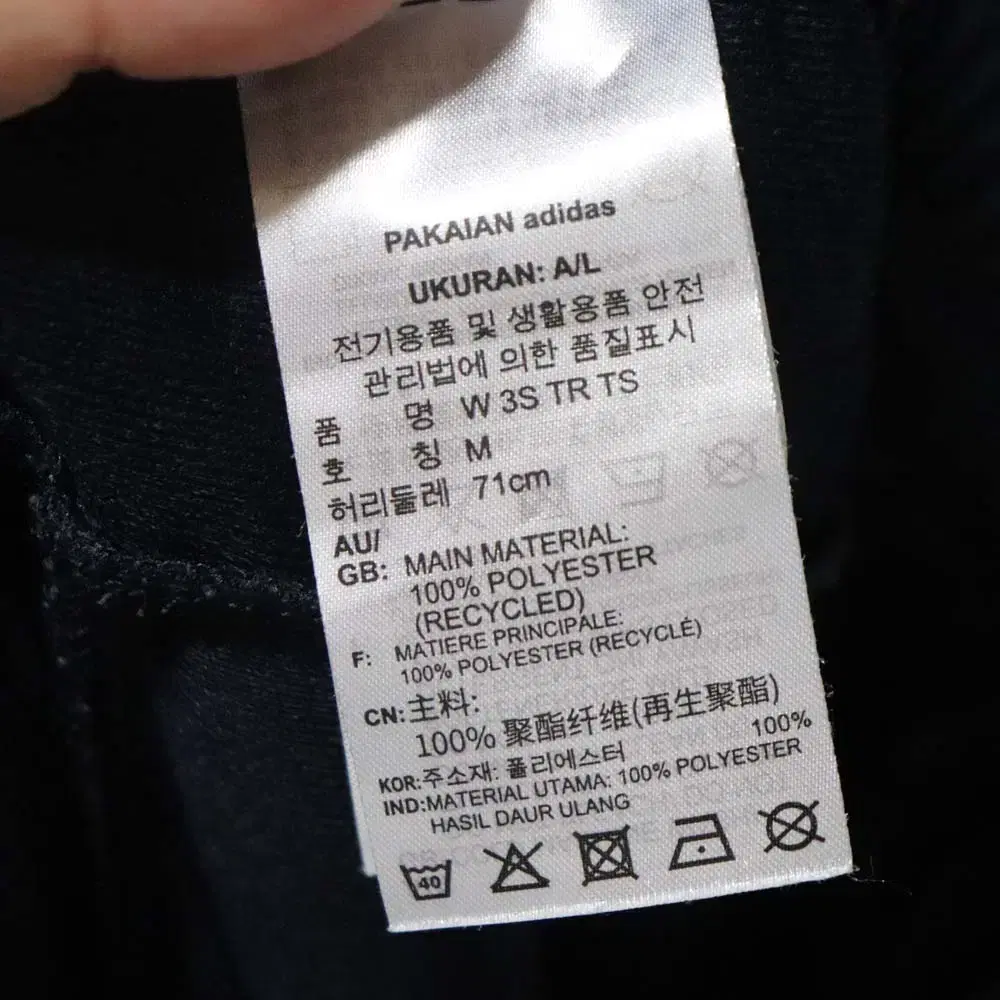 PAKAIAN adidas
UKURAN: A/L
전기용품 및 생활용품 안전
관리법에 의한 품질표시
품 명 W 3S TR TS
호 칭 M
허리둘레 71cm
AU/
GB: MAIN MATERIAL:
100% POLYESTER
(RECYCLED)
F: MATIERE PRINCIPALE:
100% POLYESTER (RECYCLÉ)
CN: 主料:
100% 聚酯纤维(再生聚酯)
KOR: 주소재: 폴리에스터 100%
IND: MATERIAL UTAMA: 100% POLYESTER
HASIL DAUR ULANG
40